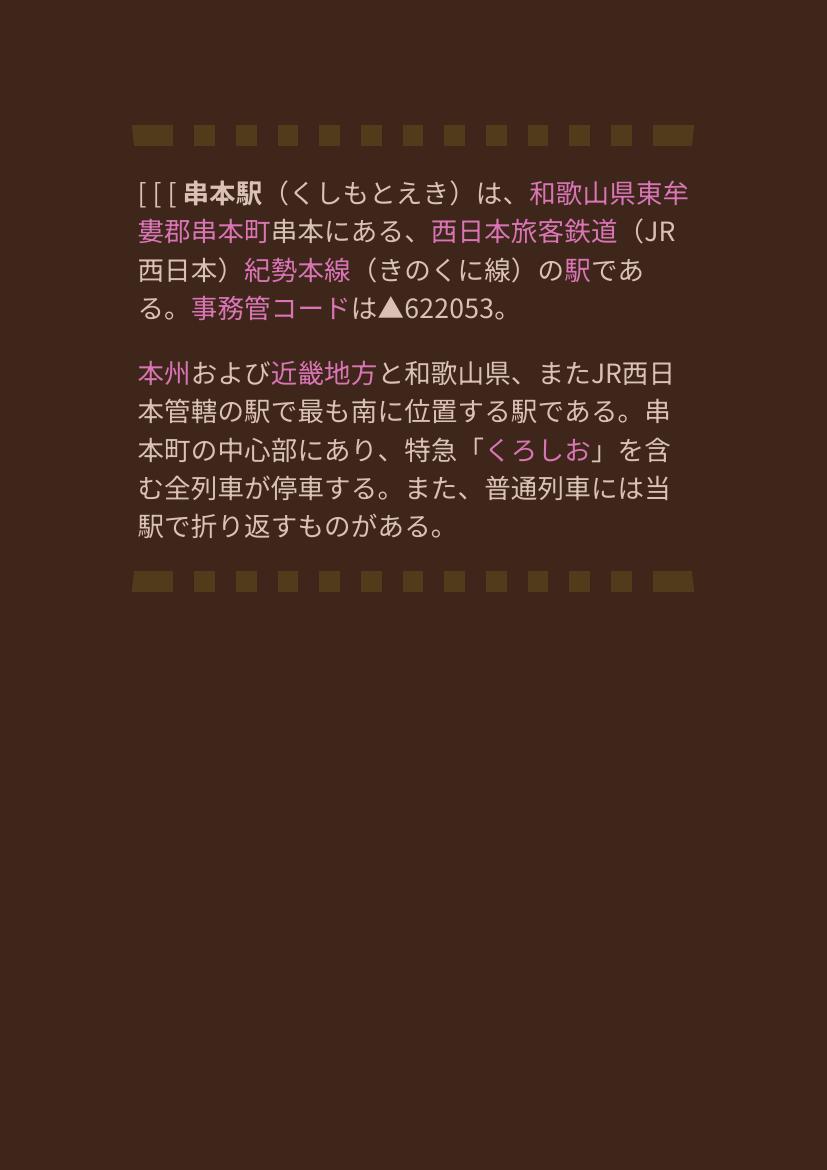 [ [ [ 串本駅（くしもとえき）は、和歌山県東牟
婁郡串本町串本にある、西日本旅客鉄道（JR
西日本）紀勢本線（きのくに線）の駅であ
る。事務管コードは▲622053。
本州および近畿地方と和歌山県、またJR西日
本管轄の駅で最も南に位置する駅である。串
本町の中心部にあり、特急「くろしお」を含
む全列車が停車する。また、普通列車には当
駅で折り返すものがある。